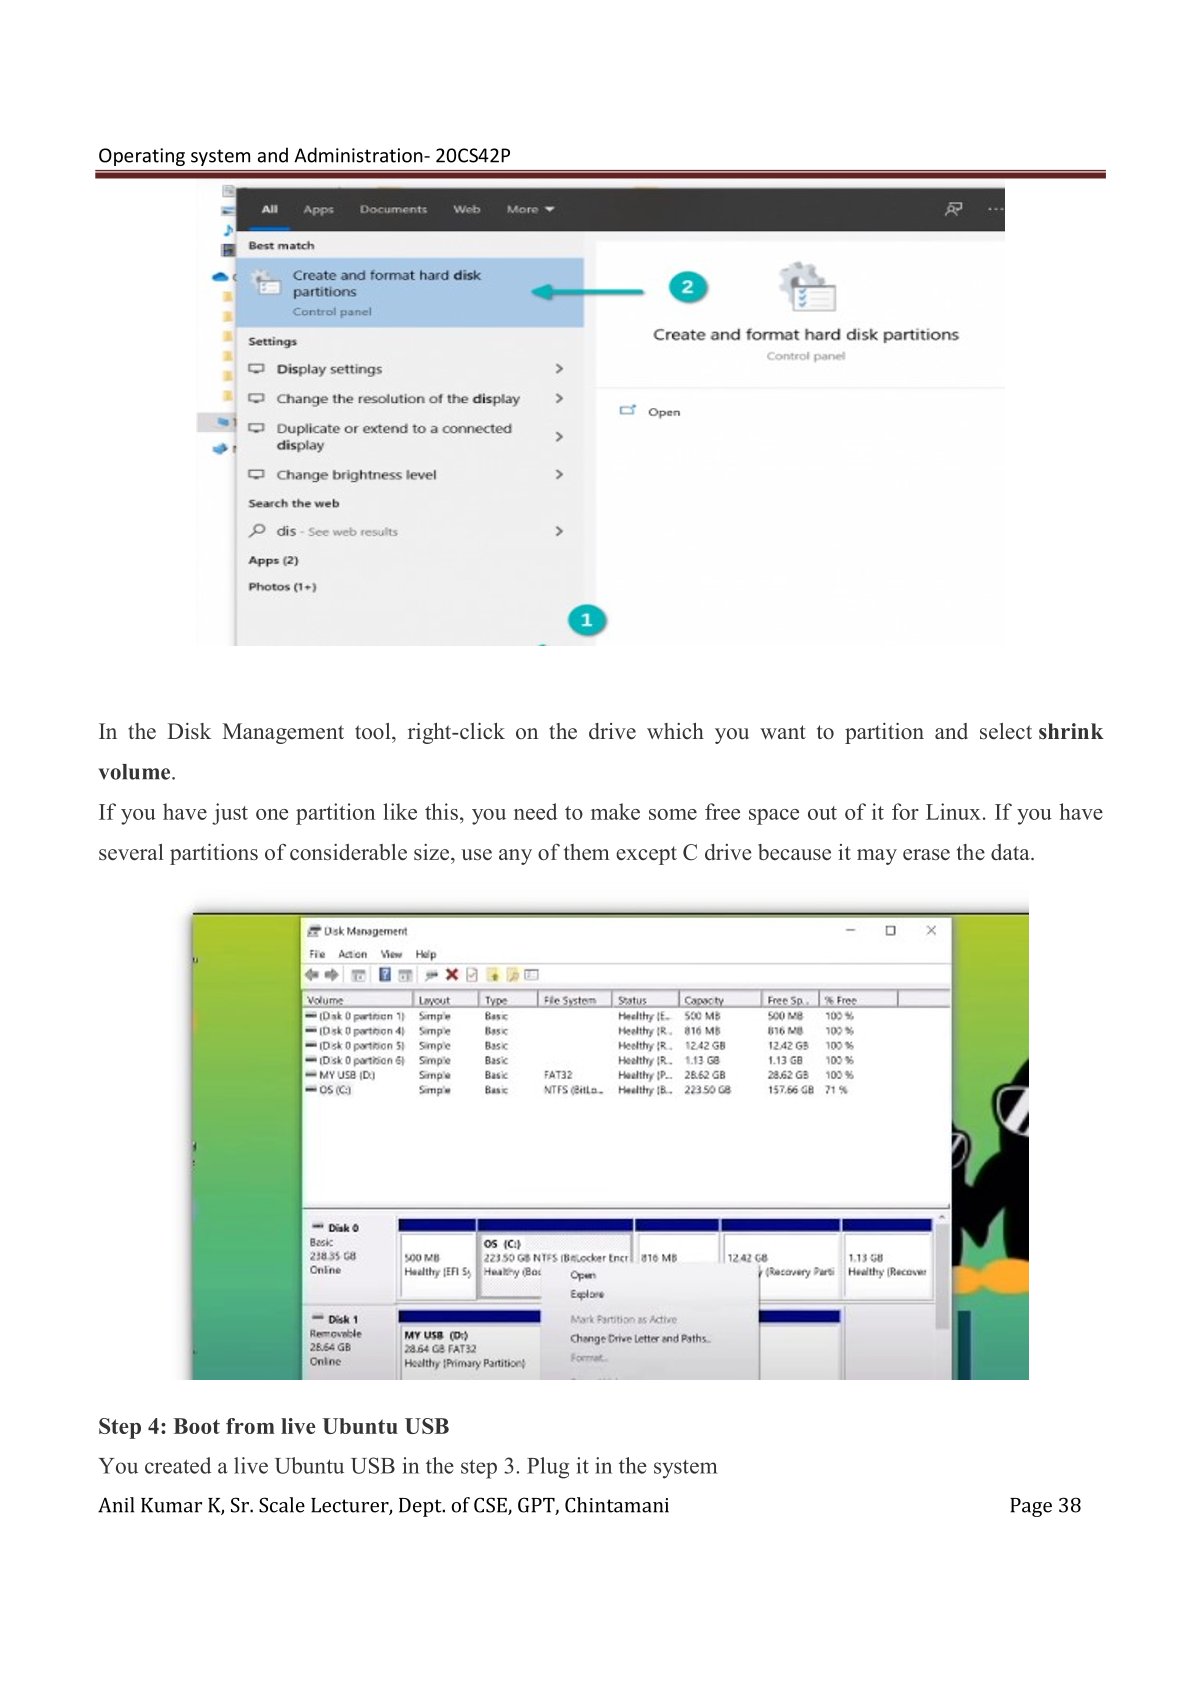 Operating system and Administration- 20CS42P
All Apps Documents Web More
Best match
Create and format hard disk
partitions
Control panel
2
Create and format hard disk partitions
Control panel
Settings
Display settings
Change the resolution of the display
Open
Duplicate or extend to a connected
display
Change brightness level
Search the web
dis - See web results
Apps (2)
Photos (1+)
1
In the Disk Management tool, right-click on the drive which you want to partition and select shrink
volume.
If you have just one partition like this, you need to make some free space out of it for Linux. If you have
several partitions of considerable size, use any of them except C drive because it may erase the data.
Disk Management
File Action View Help
Volume Layout Type File System Status Capacity Free Sp.. % Free
(Disk 0 partition 1) Simple Basic Healthy (E.. 500 MB 500 MB 100 %
(Disk 0 partition 4) Simple Basic Healthy (R.. 816 MB 816 MB 100 %
(Disk 0 partition 5) Simple Basic Healthy (R.. 12.42 GB 12.42 GB 100 %
(Disk 0 partition 6) Simple Basic Healthy (R.. 1.13 GB 1.13 GB 100 %
MY USB (D:) Simple Basic FAT32 Healthy (P.. 28.62 GB 28.62 GB 100 %
OS (C:) Simple Basic NTFS (BitLo.. Healthy (B.. 223.50 GB 157.66 GB 71 %
Disk 0
Basic
238.35 GB
Online
500 MB
Healthy (EFI Sy
OS (C:)
223.50 GB NTFS (BitLocker Encr
Healthy (Boo
816 MB
12.42 GB
(Recovery Parti
1.13 GB
Healthy (Recover
Open
Explore
Mark Partition as Active
Change Drive Letter and Paths..
Format..
Disk 1
Removable
28.64 GB
Online
MY USB (D:)
28.64 GB FAT32
Healthy (Primary Partition)
Step 4: Boot from live Ubuntu USB
You created a live Ubuntu USB in the step 3. Plug it in the system
Anil Kumar K, Sr. Scale Lecturer, Dept. of CSE, GPT, Chintamani Page 38